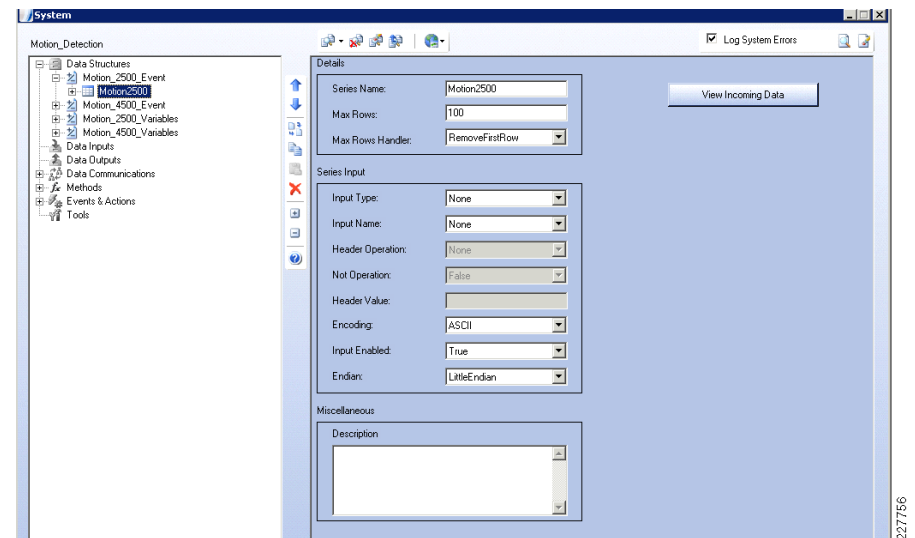 System
Motion_Detection
Log System Errors
Data Structures
Motion_2500_Event
Motion2500
Motion_4500_Event
Motion_2500_Variables
Motion_4500_Variables
Data Inputs
Data Outputs
Data Communications
Methods
Events & Actions
Tools
Details
Series Name: Motion2500
Max Rows: 100
Max Rows Handler: RemoveFirstRow
View Incoming Data
Series Input
Input Type: None
Input Name: None
Header Operation: None
Not Operation: False
Header Value:
Encoding: ASCII
Input Enabled: True
Endian: LittleEndian
Miscellaneous
Description
227756